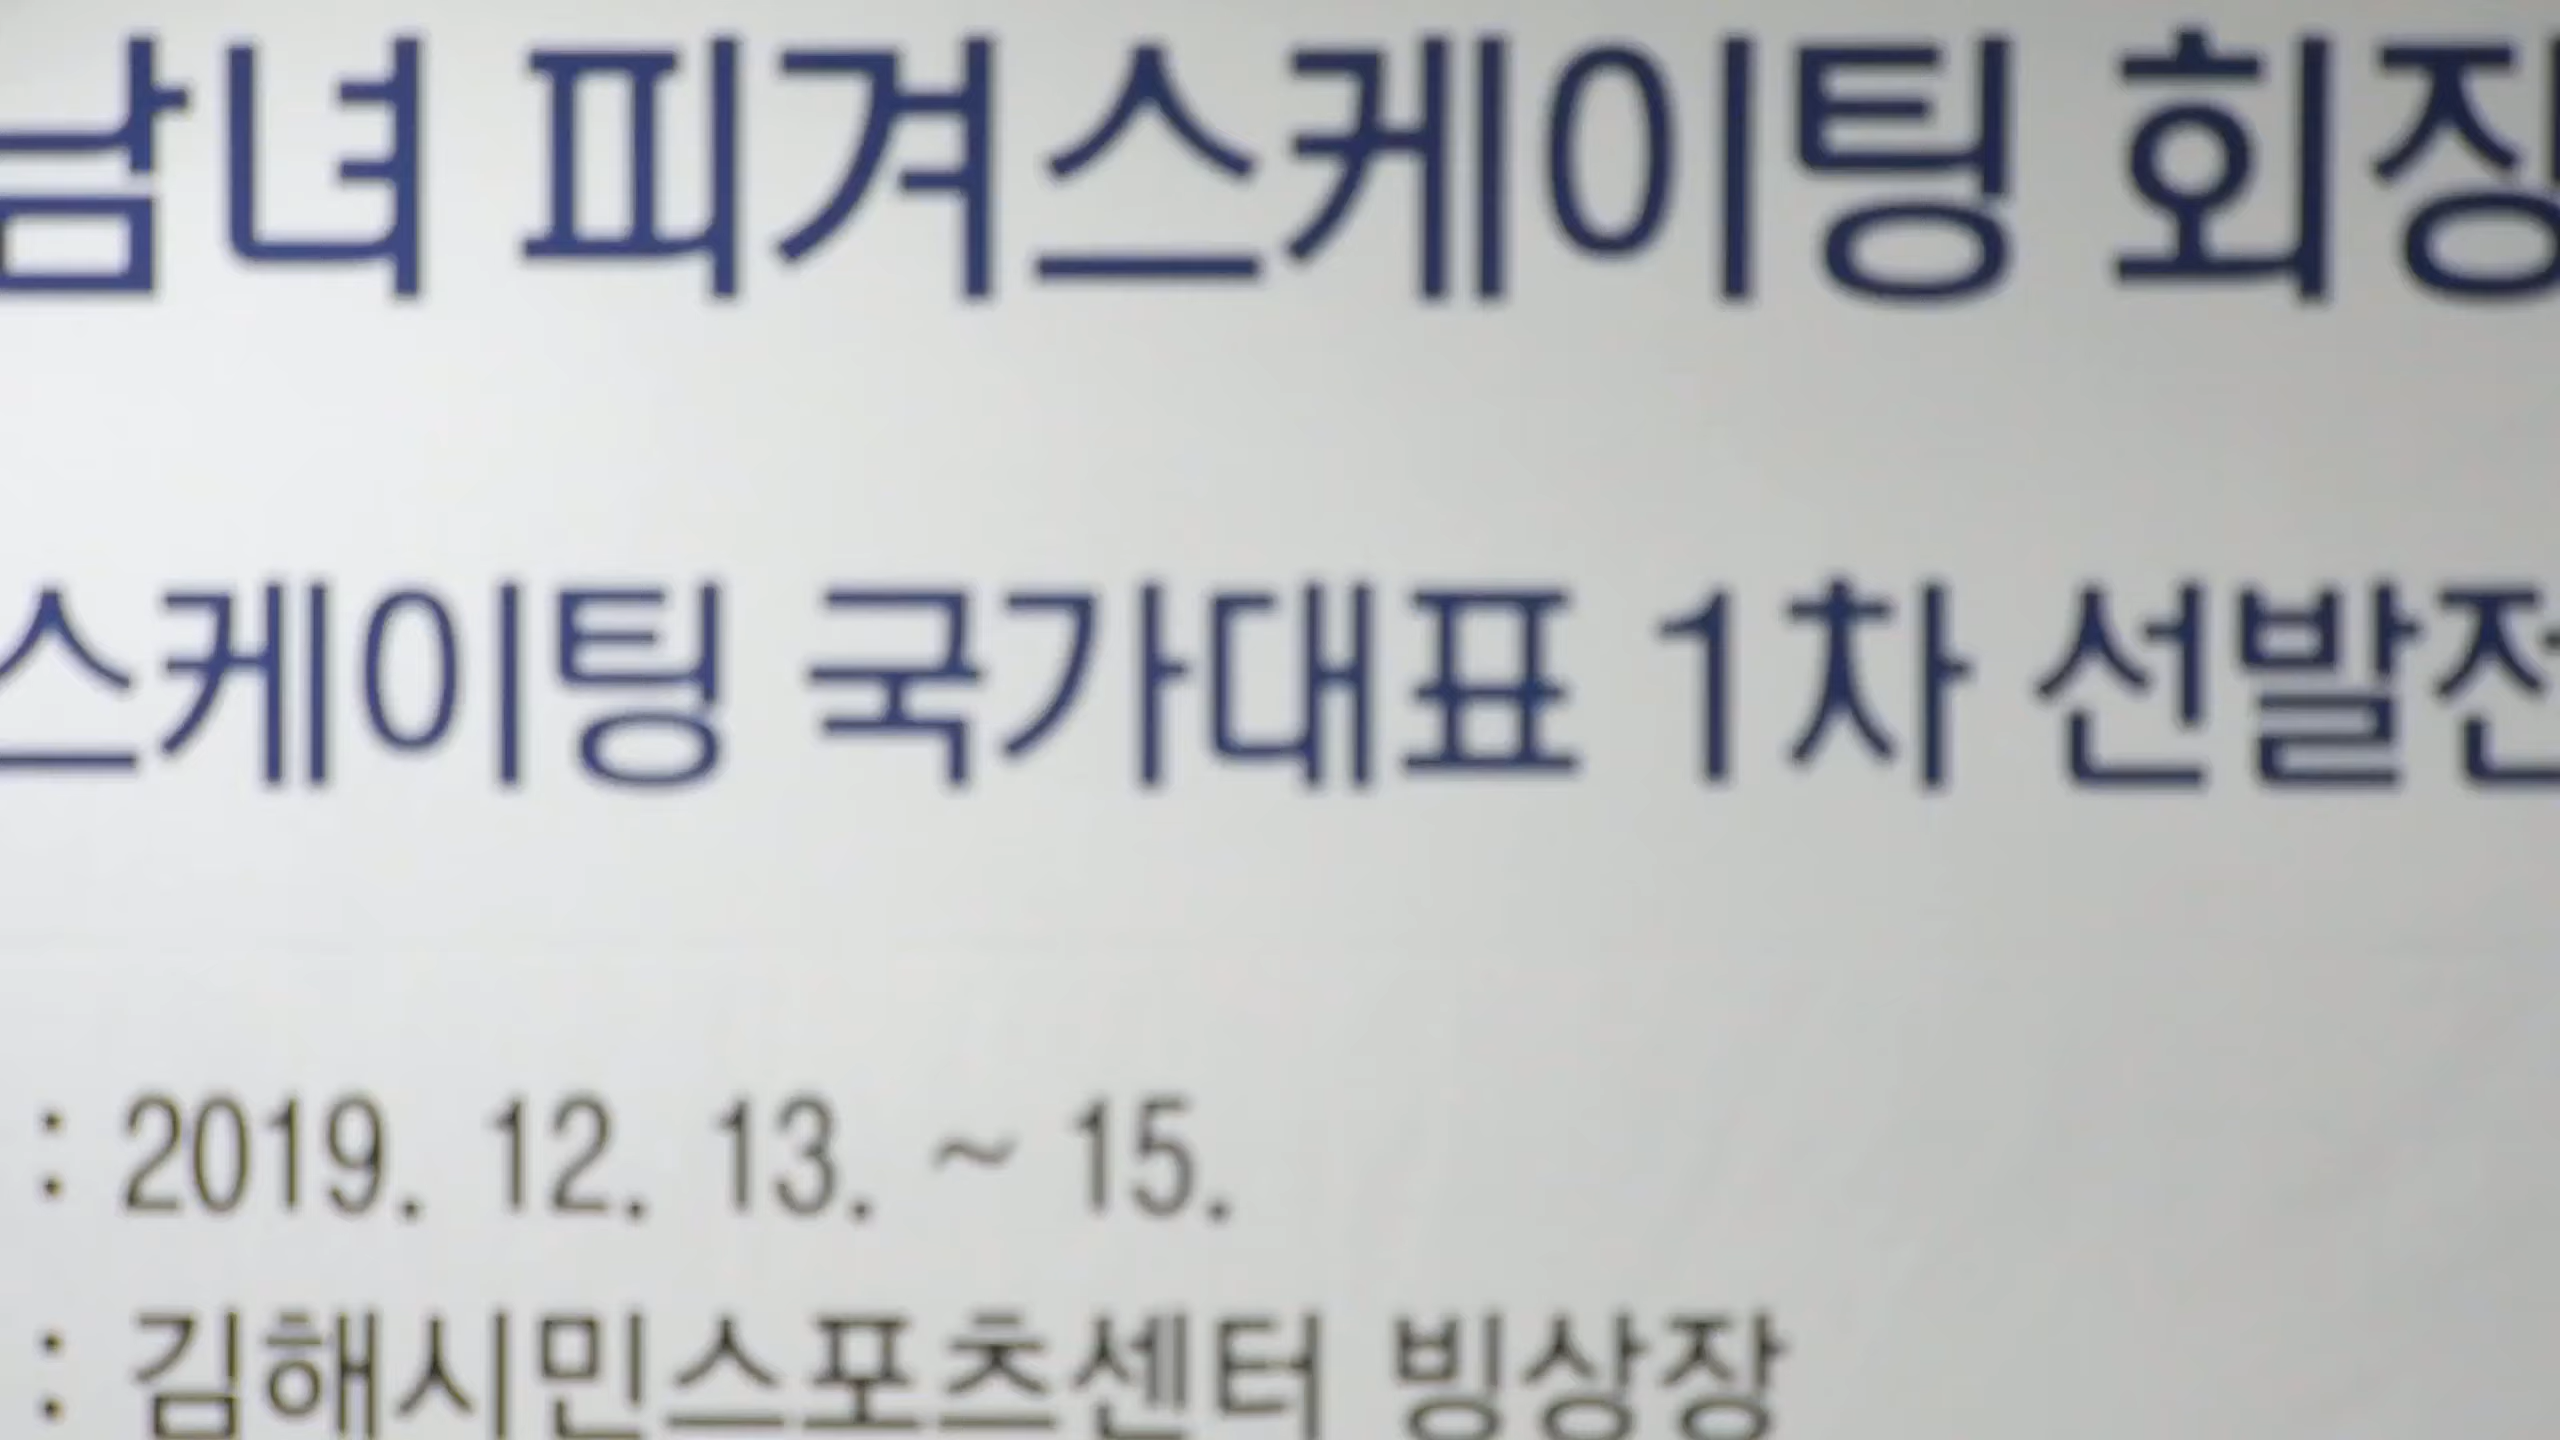 남녀 피겨스케이팅 회장
스케이팅 국가대표 1차 선발전
: 2019. 12. 13. ~ 15.
: 김해시민스포츠센터 빙상장